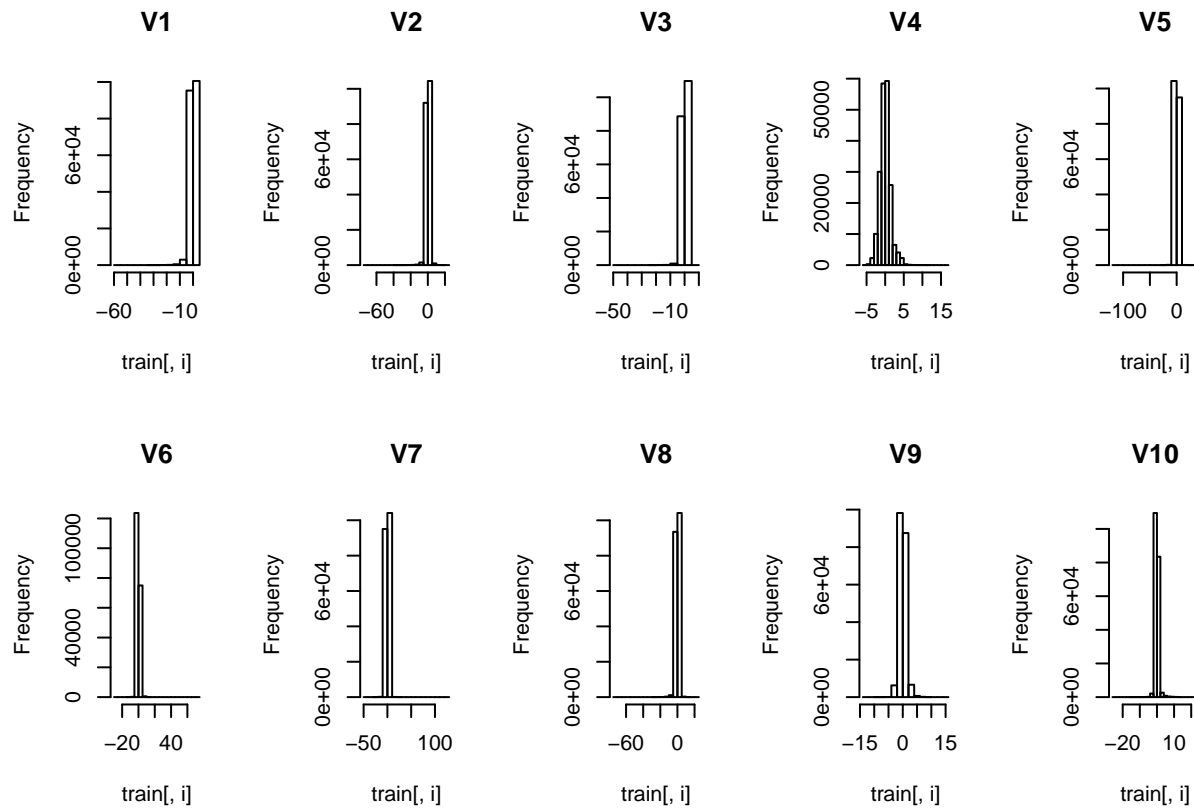 V1
Frequency
0e+00 6e+04
−60 −10
train[, i]
V2
Frequency
0e+00 6e+04
−60 0
train[, i]
V3
Frequency
0e+00 6e+04
−50 −10
train[, i]
V4
Frequency
0 20000 50000
−5 5 15
train[, i]
V5
Frequency
0e+00 6e+04
−100 0
train[, i]
V6
Frequency
0 40000 100000
−20 40
train[, i]
V7
Frequency
0e+00 6e+04
−50 100
train[, i]
V8
Frequency
0e+00 6e+04
−60 0
train[, i]
V9
Frequency
0e+00 6e+04
−15 0 15
train[, i]
V10
Frequency
0e+00 6e+04
−20 10
train[, i]